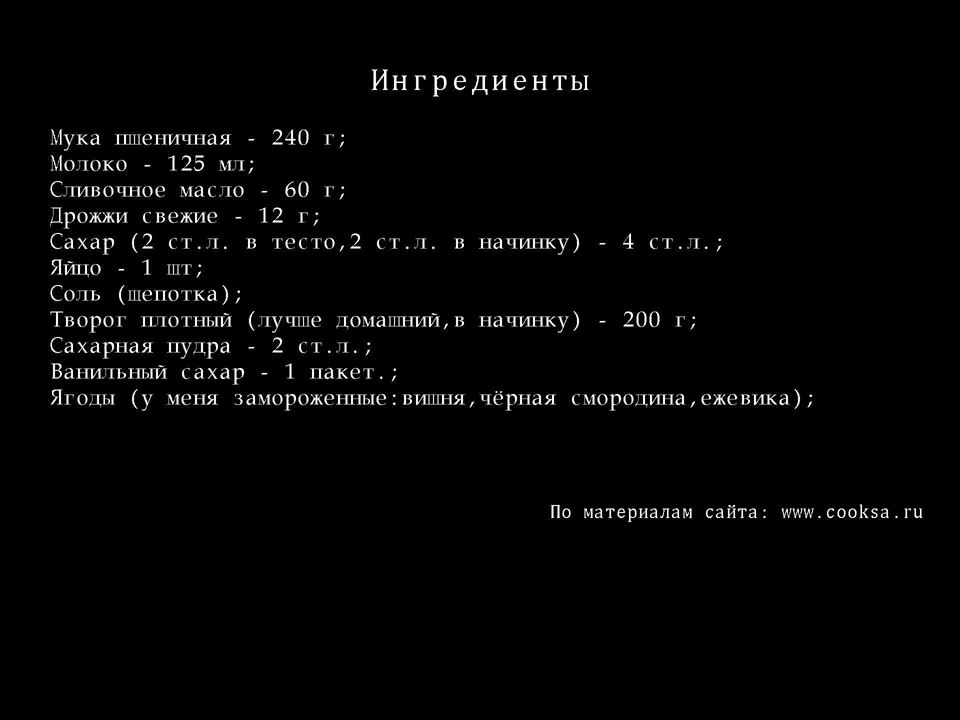 Ингредиенты
Мука пшеничная - 240 г;
Молоко - 125 мл;
Сливочное масло - 60 г;
Дрожжи свежие - 12 г;
Сахар (2 ст.л. в тесто,2 ст.л. в начинку) - 4 ст.л.;
Яйцо - 1 шт;
Соль (щепотка);
Творог плотный (лучше домашний,в начинку) - 200 г;
Сахарная пудра - 2 ст.л.;
Ванильный сахар - 1 пакет.;
Ягоды (у меня замороженные:вишня,чёрная смородина,ежевика);
По материалам сайта: www.cooksa.ru